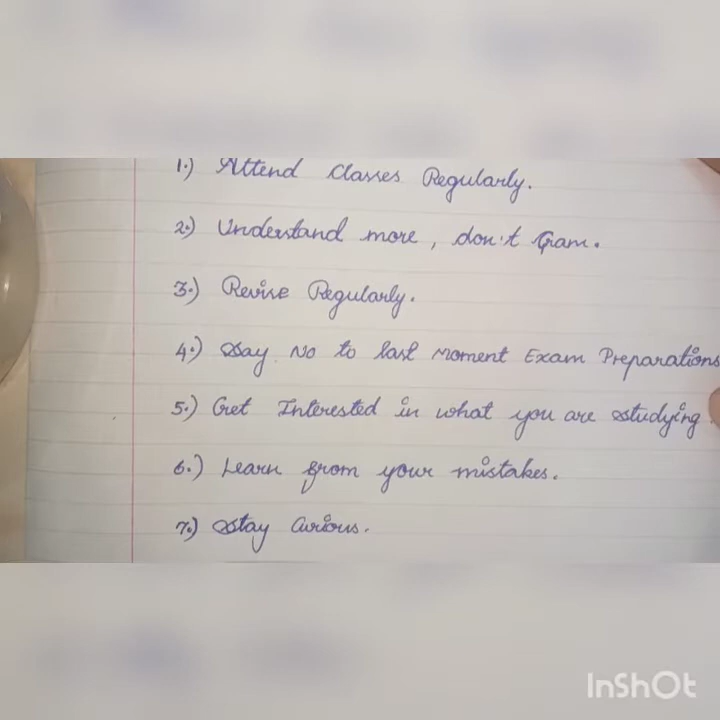 1.) Attend Classes Regularly.
2.) Understand more, don't Cram.
3.) Revise Regularly.
4.) Say No to last moment Exam Preparations
5.) Get Interested in what you are studying.
6.) Learn from your mistakes.
7.) Stay Curious.
InShOt